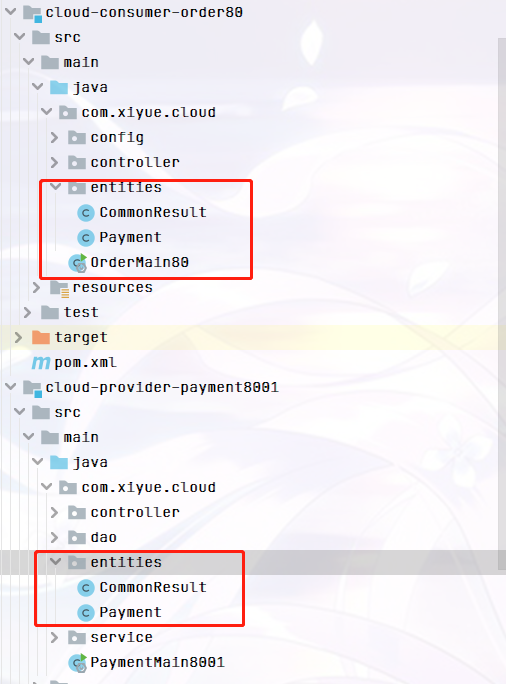 cloud-consumer-order80
src
main
java
com.xiyue.cloud
config
controller
entities
CommonResult
Payment
OrderMain80
resources
test
target
pom.xml
cloud-provider-payment8001
src
main
java
com.xiyue.cloud
controller
dao
entities
CommonResult
Payment
service
PaymentMain8001